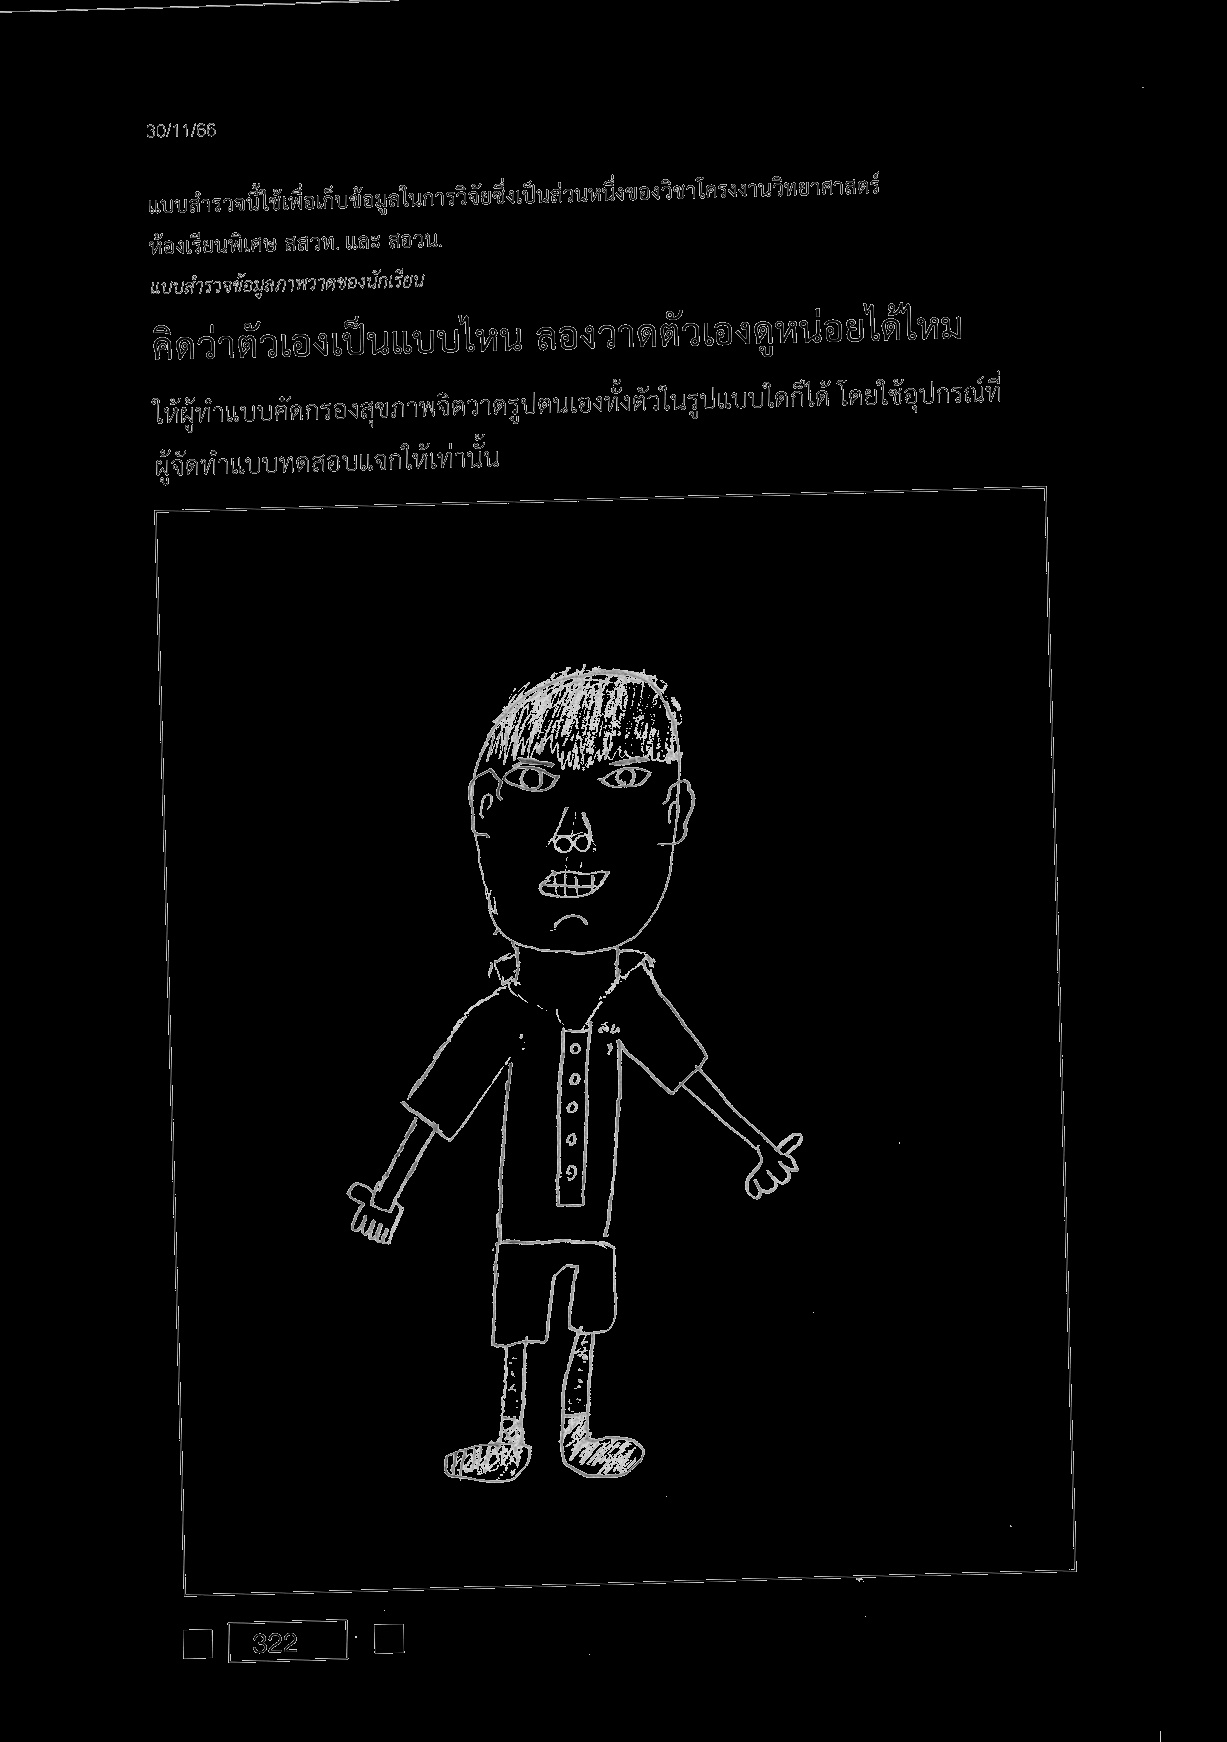 30/11/66
แบบสำรวจนี้ใช้เพื่อเก็บข้อมูลในการวิจัยซึ่งเป็นส่วนหนึ่งของวิชาโครงงานวิทยาศาสตร์
ห้องเรียนพิเศษ สสวท. และ สอวน.
แบบสำรวจข้อมูลภาพวาดของนักเรียน
คิดว่าตัวเองเป็นแบบไหน ลองวาดตัวเองดูหน่อยได้ไหม
ให้ผู้ทำแบบคัดกรองสุขภาพจิตวาดรูปตนเองทั้งตัวในรูปแบบใดก็ได้ โดยใช้อุปกรณ์ที่
ผู้จัดทำแบบทดสอบแจกให้เท่านั้น
322